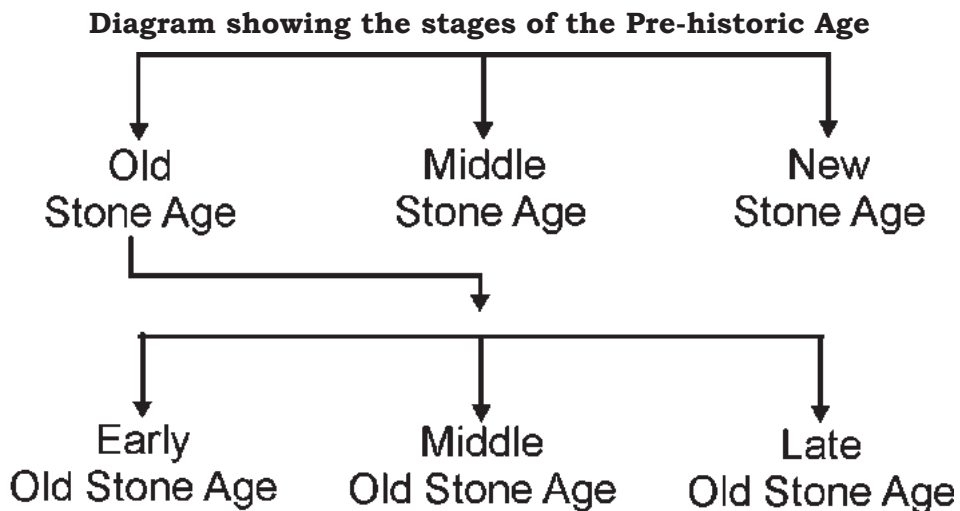 Diagram showing the stages of the Pre-historic Age
Old
Stone Age
Middle
Stone Age
New
Stone Age
Early
Old Stone Age
Middle
Old Stone Age
Late
Old Stone Age